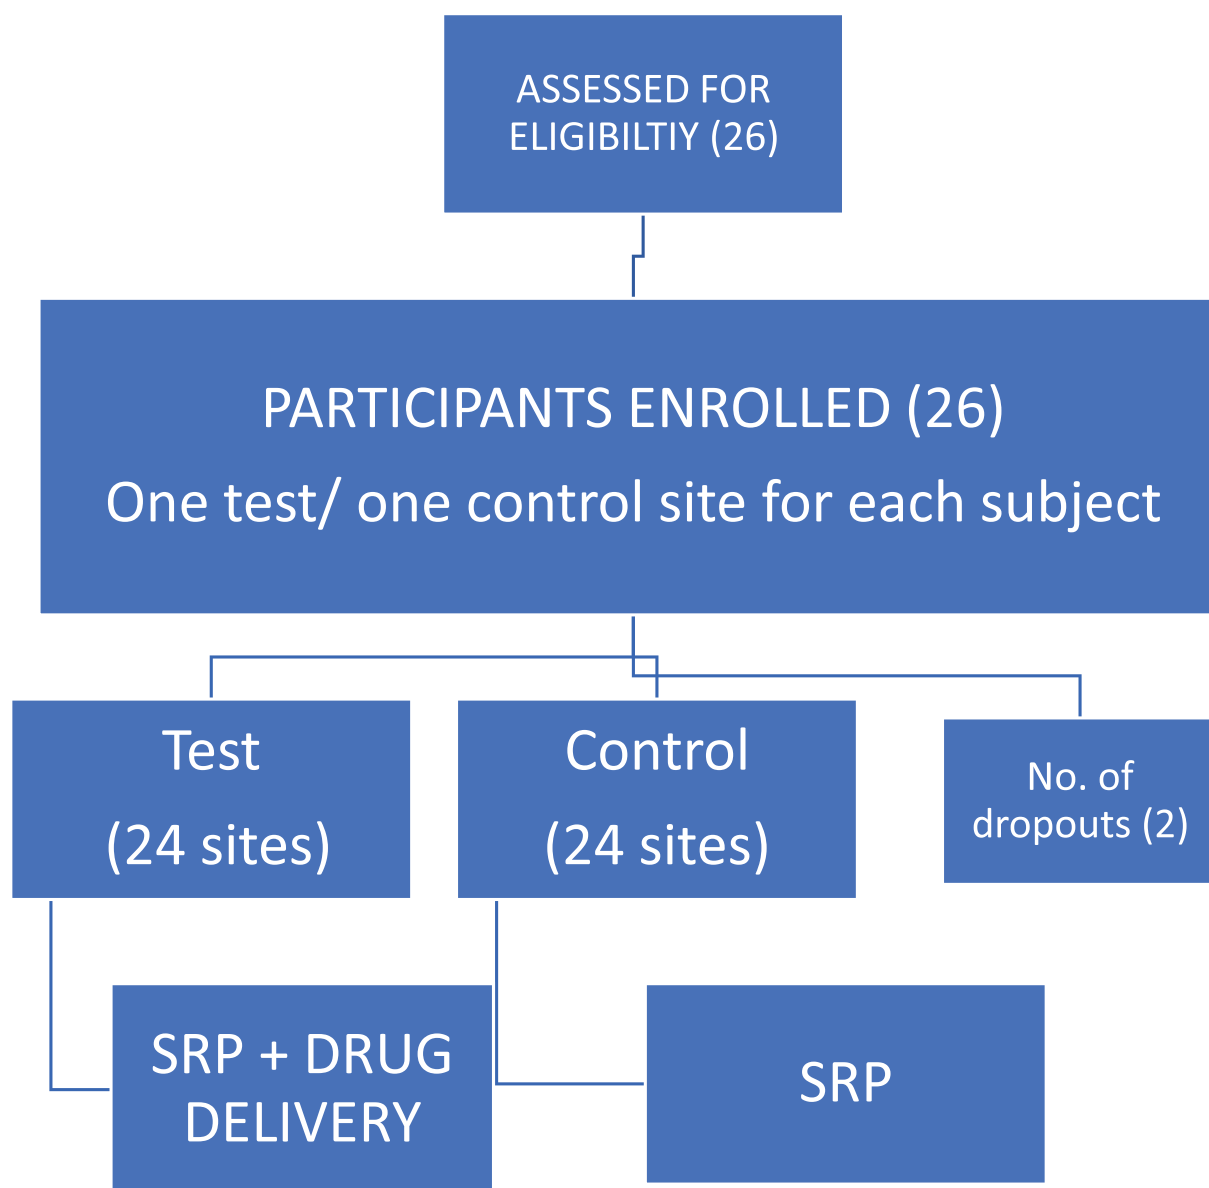 ASSESSED FOR
ELIGIBILTIY (26)
PARTICIPANTS ENROLLED (26)
One test/ one control site for each subject
Test
(24 sites)
Control
(24 sites)
No. of
dropouts (2)
SRP + DRUG
DELIVERY
SRP